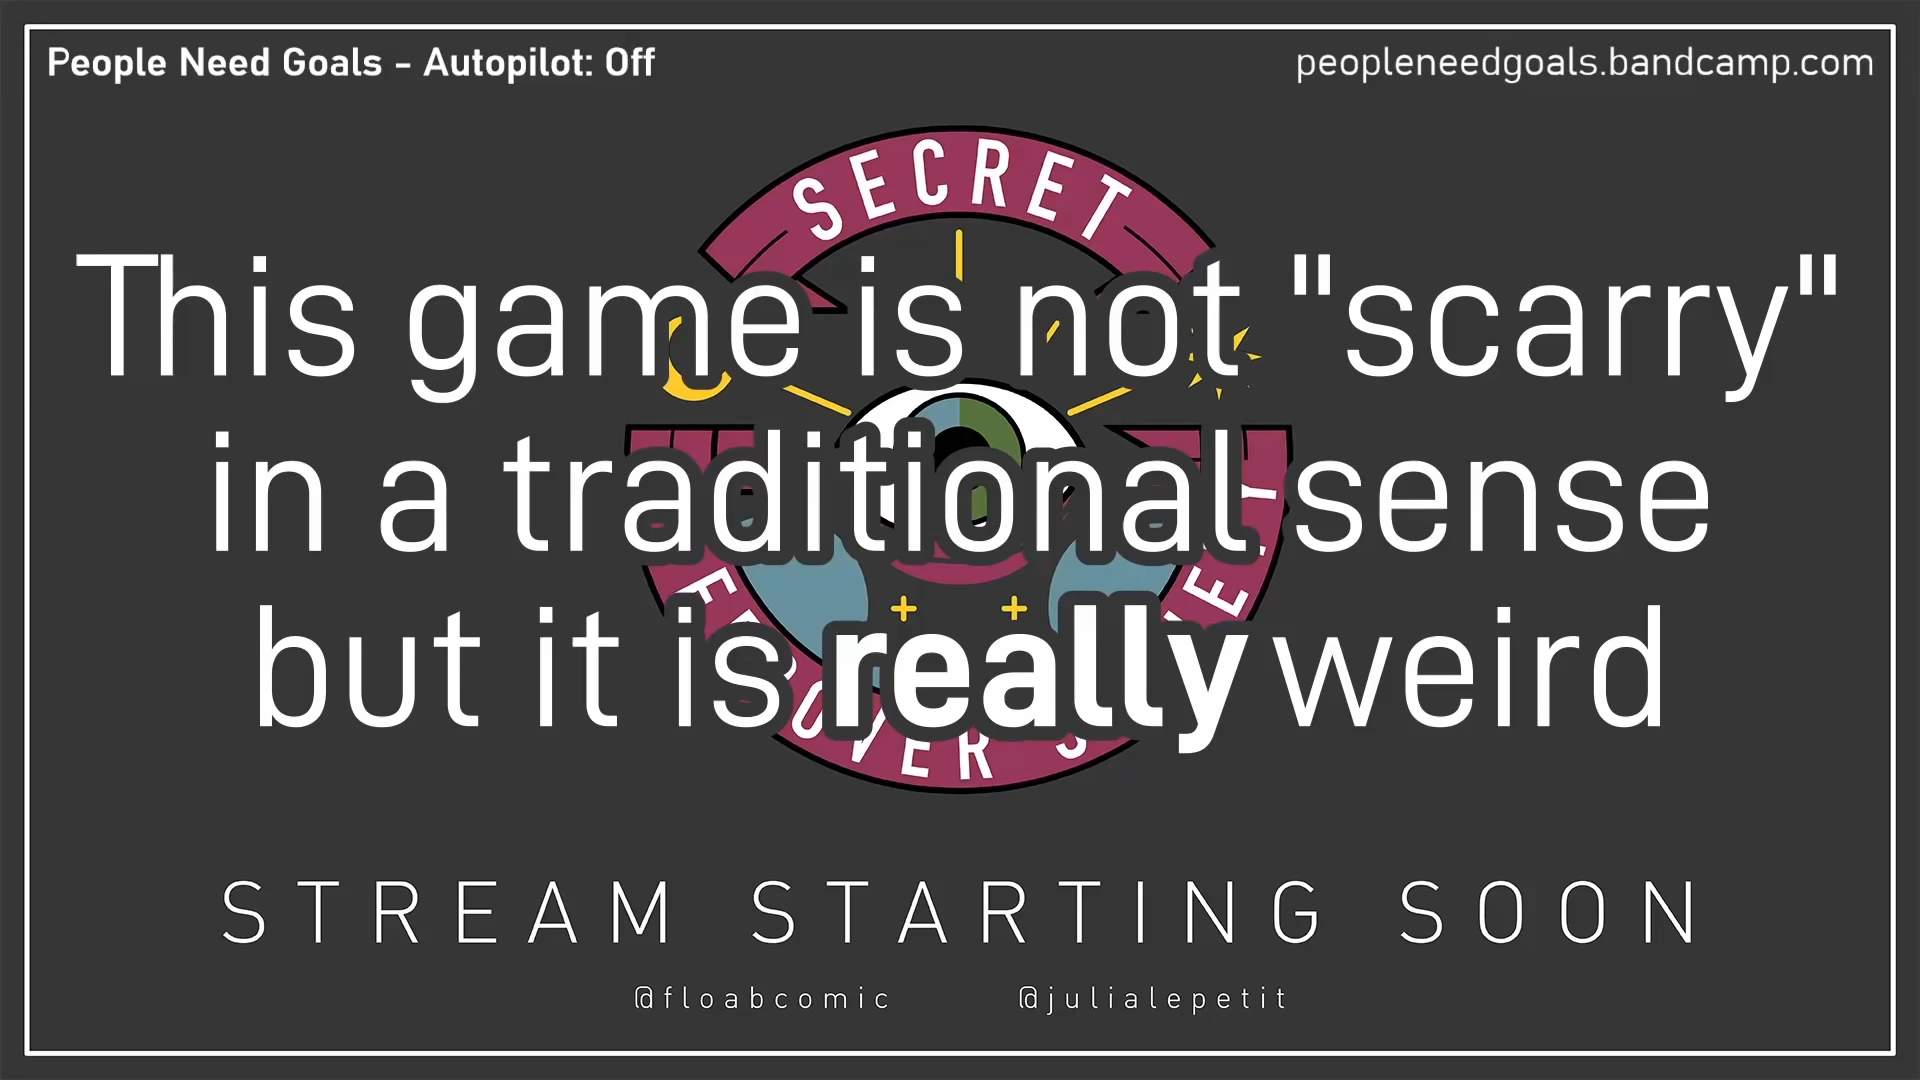 People Need Goals - Autopilot: Off
peopleneedgoals.bandcamp.com
SECRET
This game is not "scarry"
in a traditional sense
but it is really weird
STREAM STARTING SOON
@floabcomic
@julialepetit